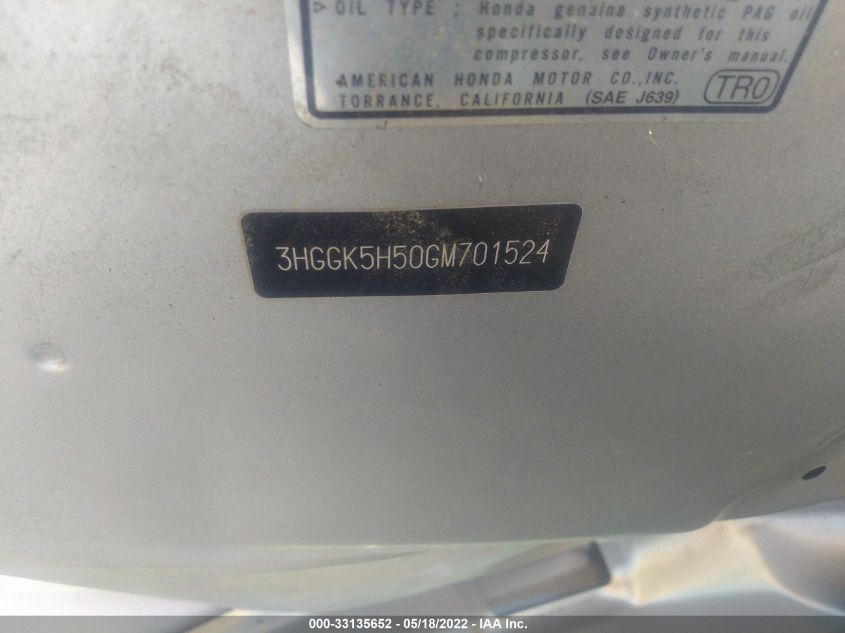 ▷ OIL TYPE ; Honda genuine synthetic PAG oil
specifically designed for this
compressor, see Owner's manual.
AMERICAN HONDA MOTOR CO.,INC.
TORRANCE, CALIFORNIA (SAE J639) TRO
3HGGK5H50GM701524
000-33135652 - 05/18/2022 - IAA Inc.